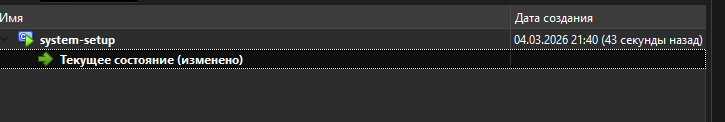 Имя Дата создания
system-setup 04.03.2026 21:40 (43 секунды назад)
Текущее состояние (изменено)